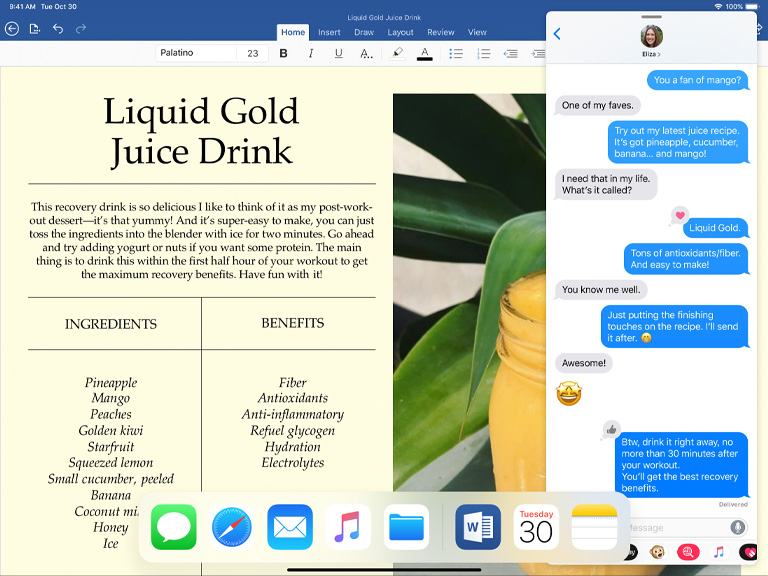 9:41 AM Tue Oct 30
100%
Liquid Gold Juice Drink
Home Insert Draw Layout Review View
Palatino 23 B I U A.. A
Liquid Gold
Juice Drink
This recovery drink is so delicious I like to think of it as my post-work-
out dessert—it's that yummy! And it's super-easy to make, you can just
toss the ingredients into the blender with ice for two minutes. Go ahead
and try adding yogurt or nuts if you want some protein. The main
thing is to drink this within the first half hour of your workout to get
the maximum recovery benefits. Have fun with it!
INGREDIENTS
Pineapple
Mango
Peaches
Golden kiwi
Starfruit
Squeezed lemon
Small cucumber, peeled
Banana
Coconut mi
Honey
Ice
BENEFITS
Fiber
Antioxidants
Anti-inflammatory
Refuel glycogen
Hydration
Electrolytes
Eliza >
You a fan of mango?
One of my faves.
Try out my latest juice recipe.
It's got pineapple, cucumber,
banana... and mango!
I need that in my life.
What's it called?
Liquid Gold.
Tons of antioxidants/fiber.
And easy to make!
You know me well.
Just putting the finishing
touches on the recipe. I'll send
it after. 😁
Awesome!
🤩
Btw, drink it right away, no
more than 30 minutes after
your workout.
You'll get the best recovery
benefits.
Delivered
Message
W
Tuesday
30